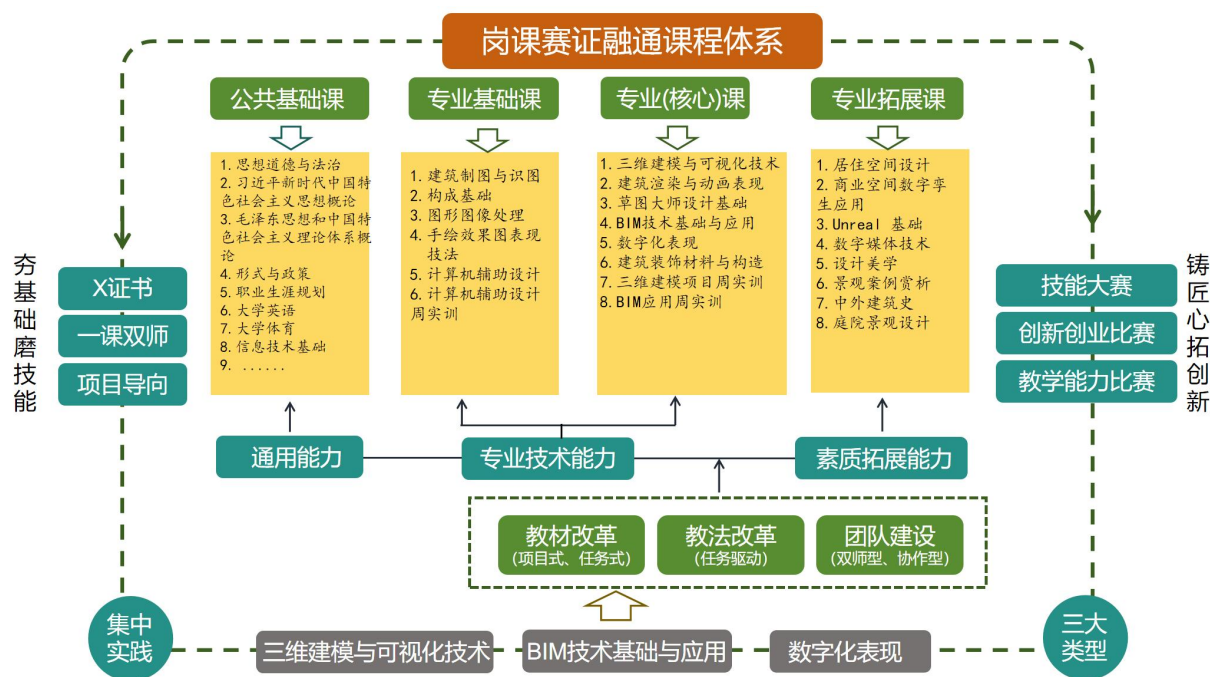 岗课赛证融通课程体系
公共基础课
专业基础课
专业(核心)课
专业拓展课
1. 思想道德与法治
2. 习近平新时代中国特
色社会主义思想概论
3. 毛泽东思想和中国特
色社会主义理论体系概
论
4. 形式与政策
5. 职业生涯规划
6. 大学英语
7. 大学体育
8. 信息技术基础
9. ......
1. 建筑制图与识图
2. 构成基础
3. 图形图像处理
4. 手绘效果图表现
技法
5. 计算机辅助设计
6. 计算机辅助设计
周实训
1. 三维建模与可视化技术
2. 建筑渲染与动画表现
3. 草图大师设计基础
4. BIM技术基础与应用
5. 数字化表现
6. 建筑装饰材料与构造
7. 三维建模项目周实训
8. BIM应用周实训
1. 居住空间设计
2. 商业空间数字孪
生应用
3. Unreal 基础
4. 数字媒体技术
5. 设计美学
6. 景观案例赏析
7. 中外建筑史
8. 庭院景观设计
夯基础磨技能
X证书
一课双师
项目导向
技能大赛
创新创业比赛
教学能力比赛
铸匠心拓创新
通用能力
专业技术能力
素质拓展能力
教材改革
(项目式、任务式)
教法改革
(任务驱动)
团队建设
(双师型、协作型)
集中
实践
三维建模与可视化技术
BIM技术基础与应用
数字化表现
三大
类型